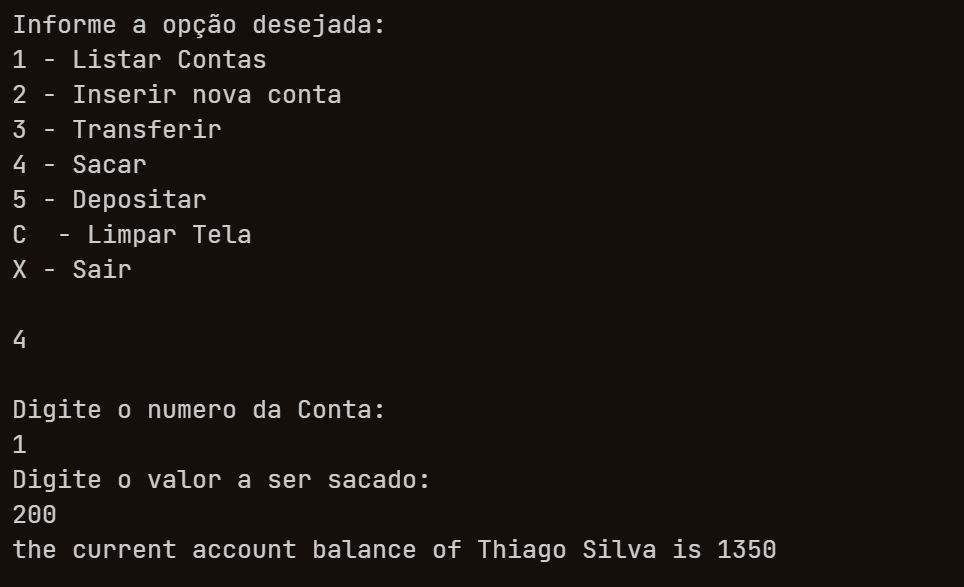 Informe a opção desejada:
1 - Listar Contas
2 - Inserir nova conta
3 - Transferir
4 - Sacar
5 - Depositar
C  - Limpar Tela
X - Sair
4
Digite o numero da Conta:
1
Digite o valor a ser sacado:
200
the current account balance of Thiago Silva is 1350